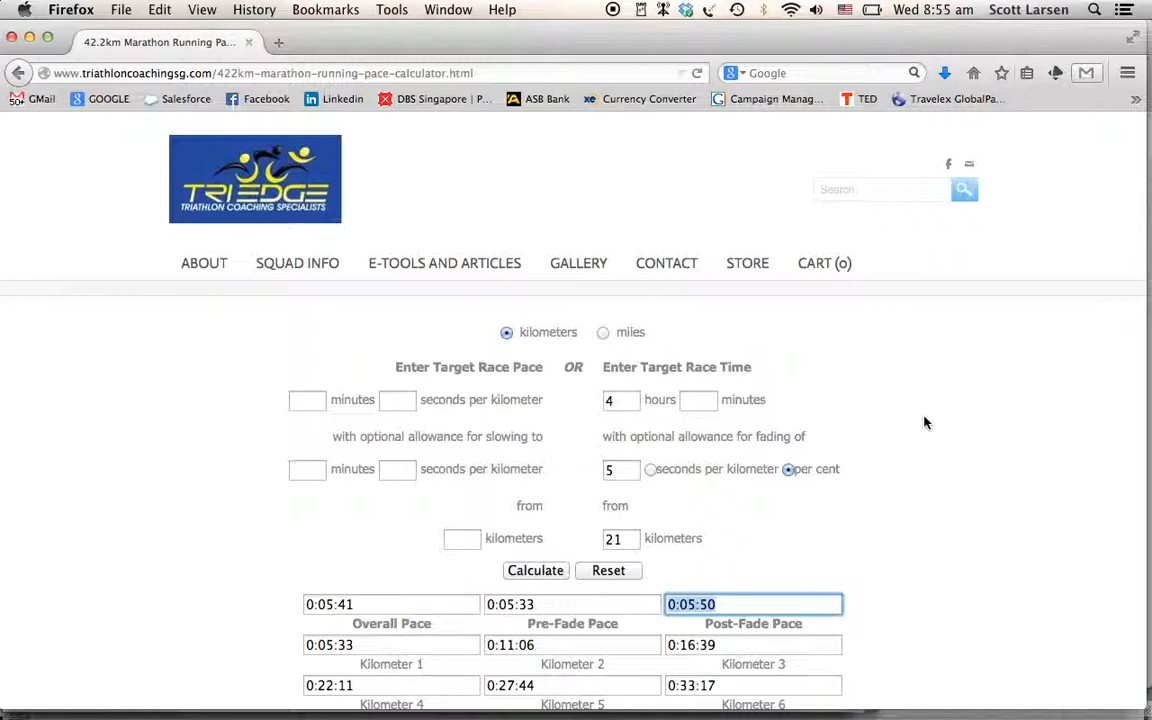 Firefox File Edit View History Bookmarks Tools Window Help Wed 8:55 am Scott Larsen
42.2km Marathon Running Pa...
www.triathloncoachingsg.com/422km-marathon-running-pace-calculator.html Google
50+ GMail GOOGLE Salesforce Facebook Linkedin DBS Singapore | P... ASB Bank Currency Converter Campaign Manag... TED Travelex GlobalPa...
TRI EDGE
TRIATHLON COACHING SPECIALISTS
Search
ABOUT SQUAD INFO E-TOOLS AND ARTICLES GALLERY CONTACT STORE CART (0)
kilometers miles
Enter Target Race Pace OR Enter Target Race Time
minutes seconds per kilometer 4 hours minutes
with optional allowance for slowing to with optional allowance for fading of
minutes seconds per kilometer 5 seconds per kilometer per cent
from from
kilometers 21 kilometers
Calculate Reset
0:05:41 0:05:33 0:05:50
Overall Pace Pre-Fade Pace Post-Fade Pace
0:05:33 0:11:06 0:16:39
Kilometer 1 Kilometer 2 Kilometer 3
0:22:11 0:27:44 0:33:17
Kilometer 4 Kilometer 5 Kilometer 6